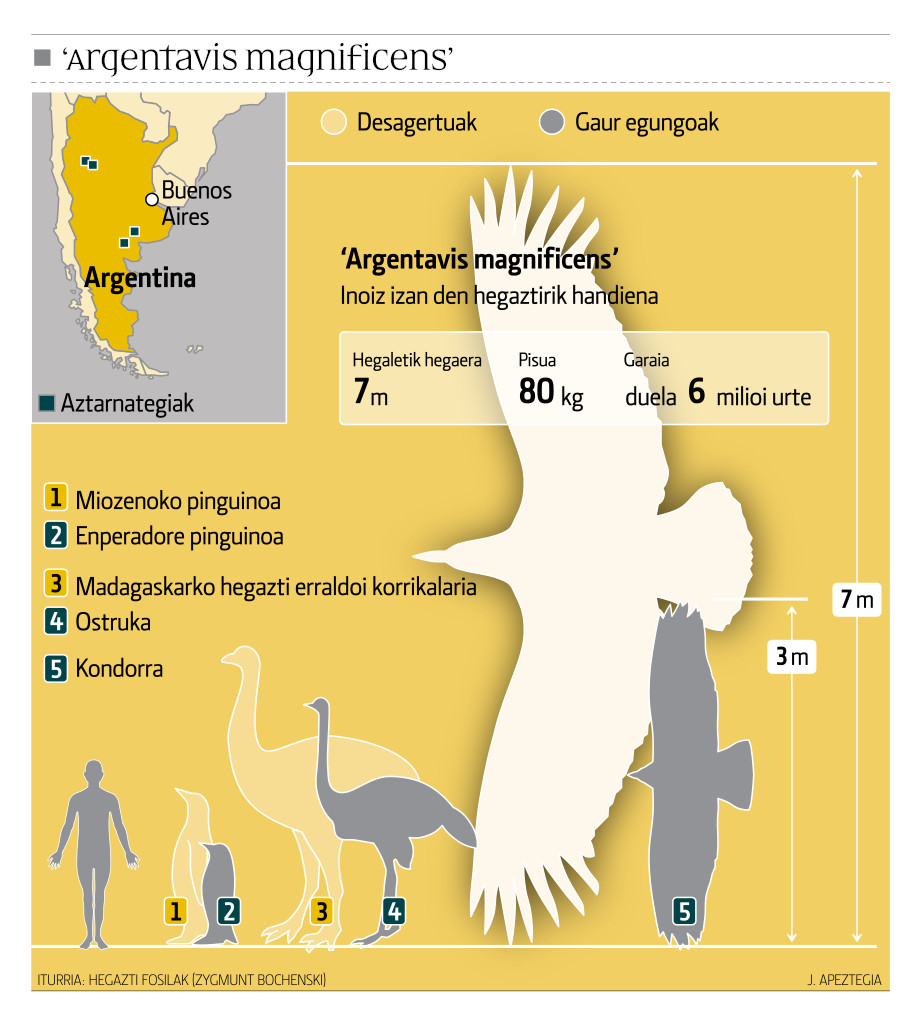 ‘Argentavis magnificens’
Desagertuak
Gaur egungoak
Buenos
Aires
Argentina
Aztarnategiak
‘Argentavis magnificens’
Inoiz izan den hegaztirik handiena
Hegaletik hegaera
7 m
Pisua
80 kg
Garaia
duela 6 milioi urte
1 Miozenoko pinguinoa
2 Enperadore pinguinoa
3 Madagaskarko hegazti erraldoi korrikalaria
4 Ostruka
5 Kondorra
7 m
3 m
1
2
3
4
5
ITURRIA: HEGAZTI FOSILAK (ZYGMUNT BOCHENSKI)
J. APEZTEGIA